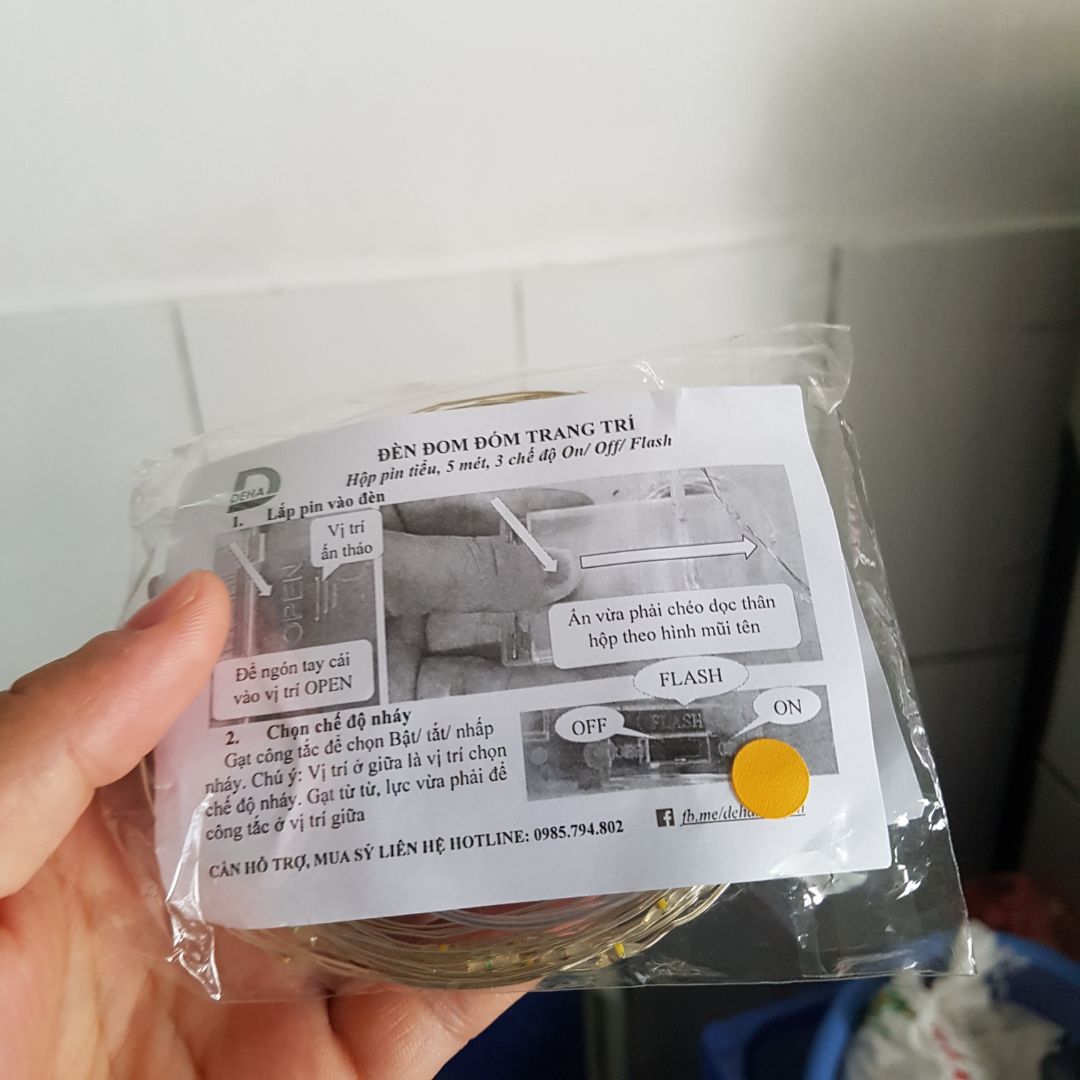 ĐÈN ĐOM ĐÓM TRANG TRÍ
Hộp pin tiểu, 5 mét, 3 chế độ On/ Off/ Flash
DEHA
1. Lắp pin vào đèn
Vị trí
ấn tháo
OPEN
Để ngón tay cái
vào vị trí OPEN
Ấn vừa phải chéo dọc thân
hộp theo hình mũi tên
2. Chọn chế độ nháy
Gạt công tắc để chọn Bật/ tắt/ nhấp
nháy. Chú ý: Vị trí ở giữa là vị trí chọn
chế độ nháy. Gạt từ từ, lực vừa phải để
công tắc ở vị trí giữa
FLASH
OFF
FLASH
ON
CẦN HỖ TRỢ, MUA SỸ LIÊN HỆ HOTLINE: 0985.794.802